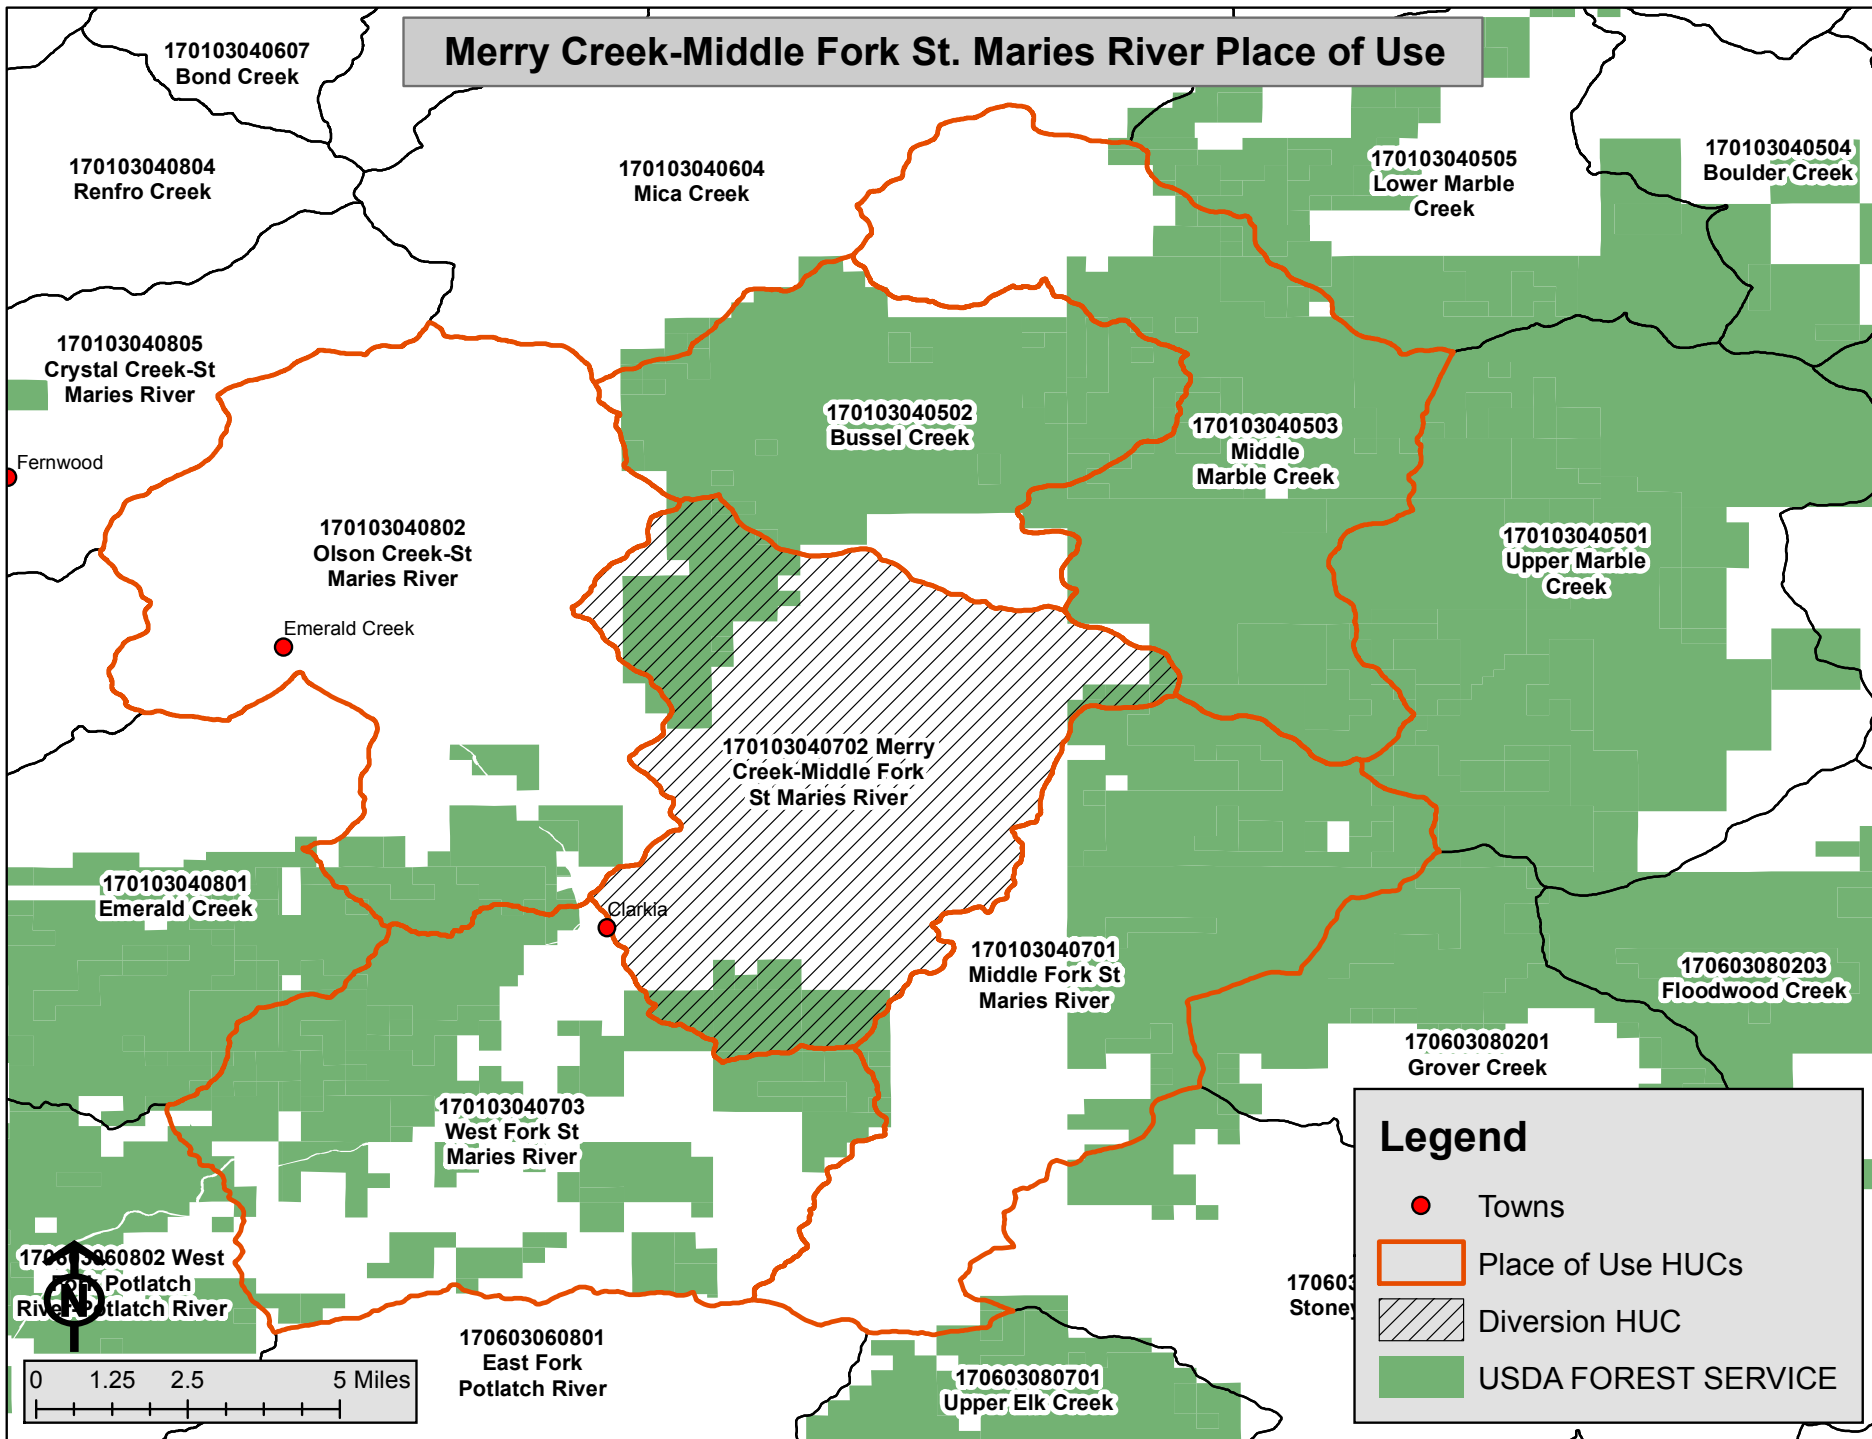 Merry Creek-Middle Fork St. Maries River Place of Use
170103040607
Bond Creek
170103040804
Renfro Creek
170103040604
Mica Creek
170103040505
Lower Marble
Creek
170103040504
Boulder Creek
170103040805
Crystal Creek-St
Maries River
Fernwood
170103040502
Bussel Creek
170103040503
Middle
Marble Creek
170103040802
Olson Creek-St
Maries River
170103040501
Upper Marble
Creek
Emerald Creek
170103040702 Merry
Creek-Middle Fork
St Maries River
170103040801
Emerald Creek
Clarkia
170103040701
Middle Fork St
Maries River
170603080203
Floodwood Creek
170603080201
Grover Creek
170103040703
West Fork St
Maries River
170603060802 West
Fork Potlatch
River-Potlatch River
N
170603060801
East Fork
Potlatch River
170603080701
Upper Elk Creek
170603
Stoney
0 1.25 2.5 5 Miles
Legend
Towns
Place of Use HUCs
Diversion HUC
USDA FOREST SERVICE